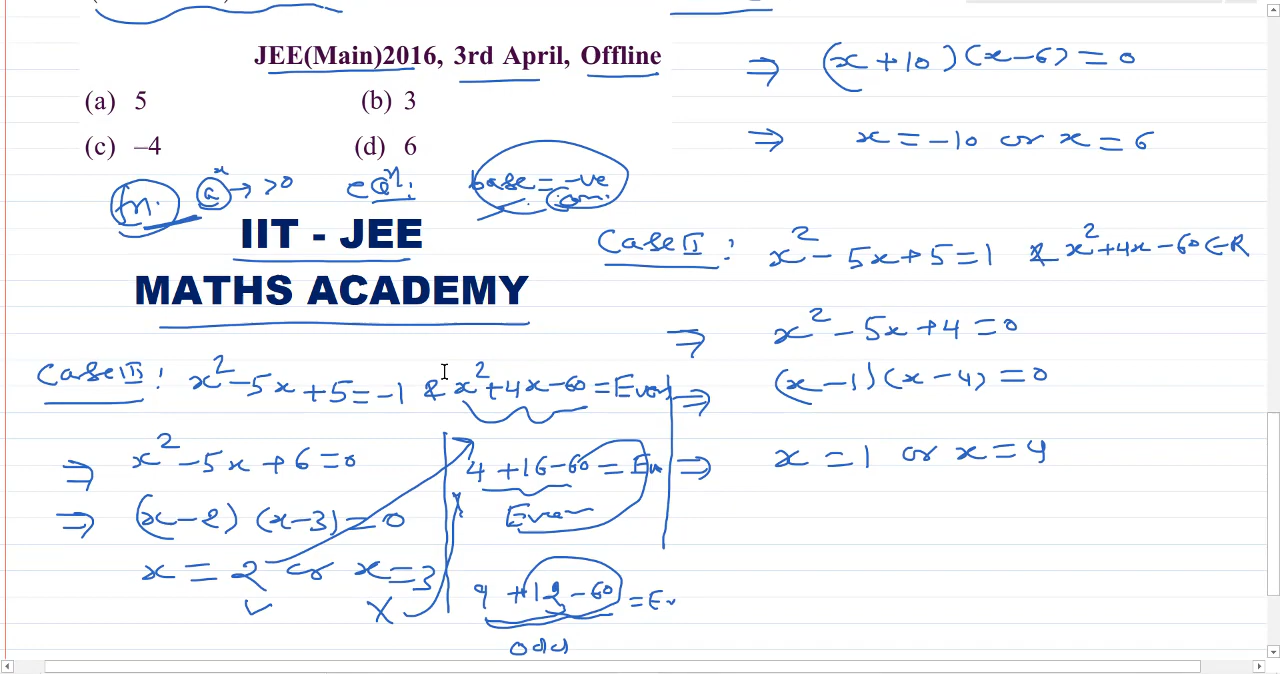 JEE(Main)2016, 3rd April, Offline
(a) 5 (b) 3
(c) –4 (d) 6
fn. aˣ → >0 base = -ve
IIT - JEE
MATHS ACADEMY
⇒ (x+10)(x-6) = 0
⇒ x = -10 or x = 6
Case II : x² - 5x + 5 = 1 & x² + 4x - 60 ∈ R
⇒ x² - 5x + 4 = 0
⇒ (x-1)(x-4) = 0
⇒ x = 1 or x = 4
Case III : x² - 5x + 5 = -1 & x² + 4x - 60 = Even
⇒ x² - 5x + 6 = 0
⇒ (x-2)(x-3) = 0
x = 2 or x = 3
✓ X
4 + 16 - 60 = Even
Even
9 + 12 - 60 = Ev
odd